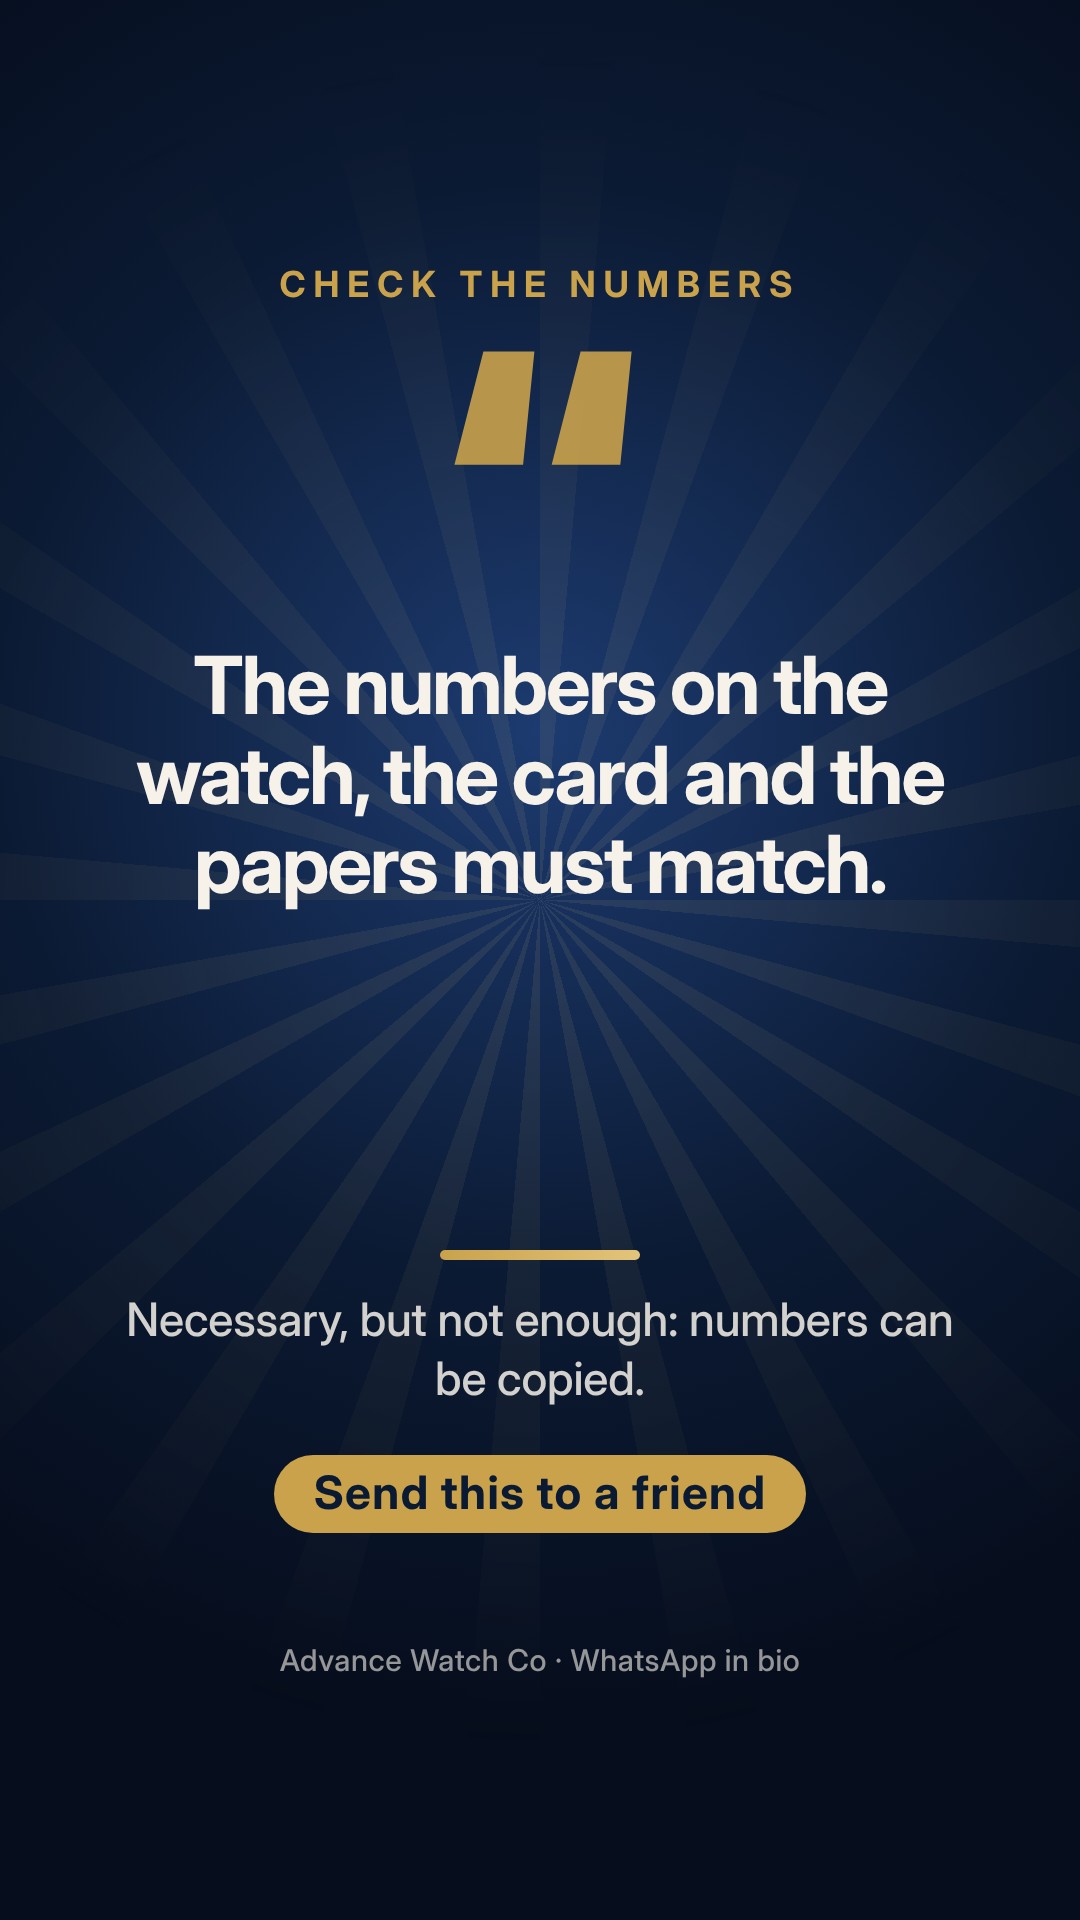 CHECK THE NUMBERS
"
The numbers on the
watch, the card and the
papers must match.
Necessary, but not enough: numbers can
be copied.
Send this to a friend
Advance Watch Co · WhatsApp in bio